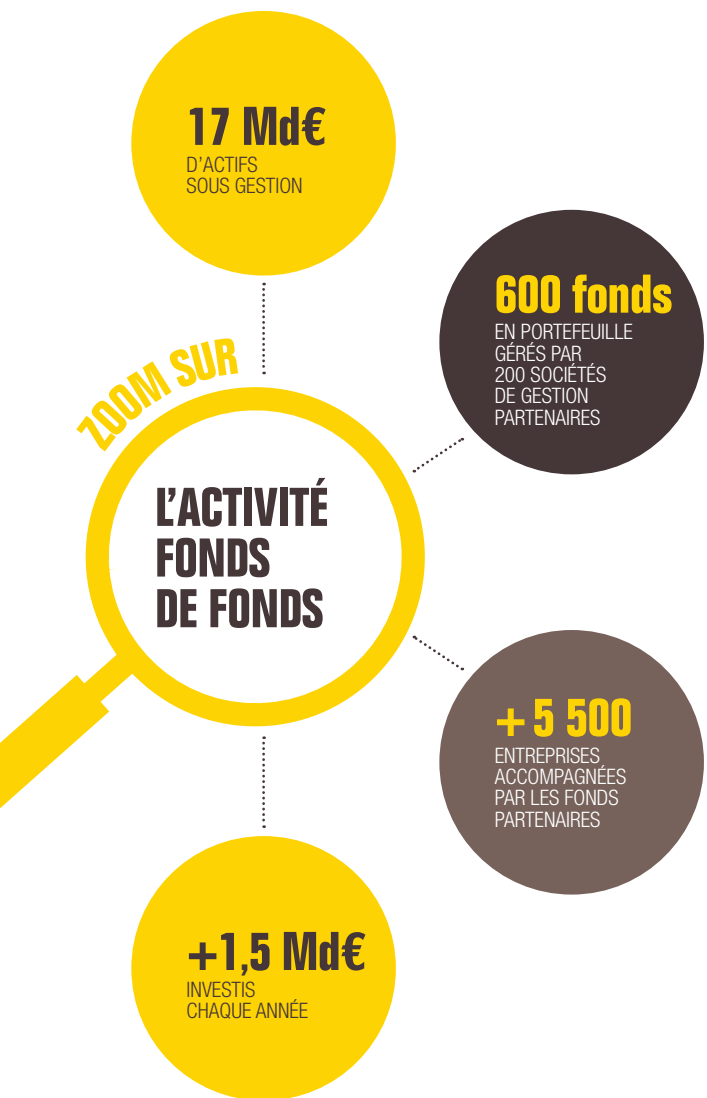 17 Md€
D'ACTIFS
SOUS GESTION
600 fonds
EN PORTEFEUILLE
GÉRÉS PAR
200 SOCIÉTÉS
DE GESTION
PARTENAIRES
ZOOM SUR
L'ACTIVITÉ
FONDS
DE FONDS
+ 5 500
ENTREPRISES
ACCOMPAGNÉES
PAR LES FONDS
PARTENAIRES
+1,5 Md€
INVESTIS
CHAQUE ANNÉE